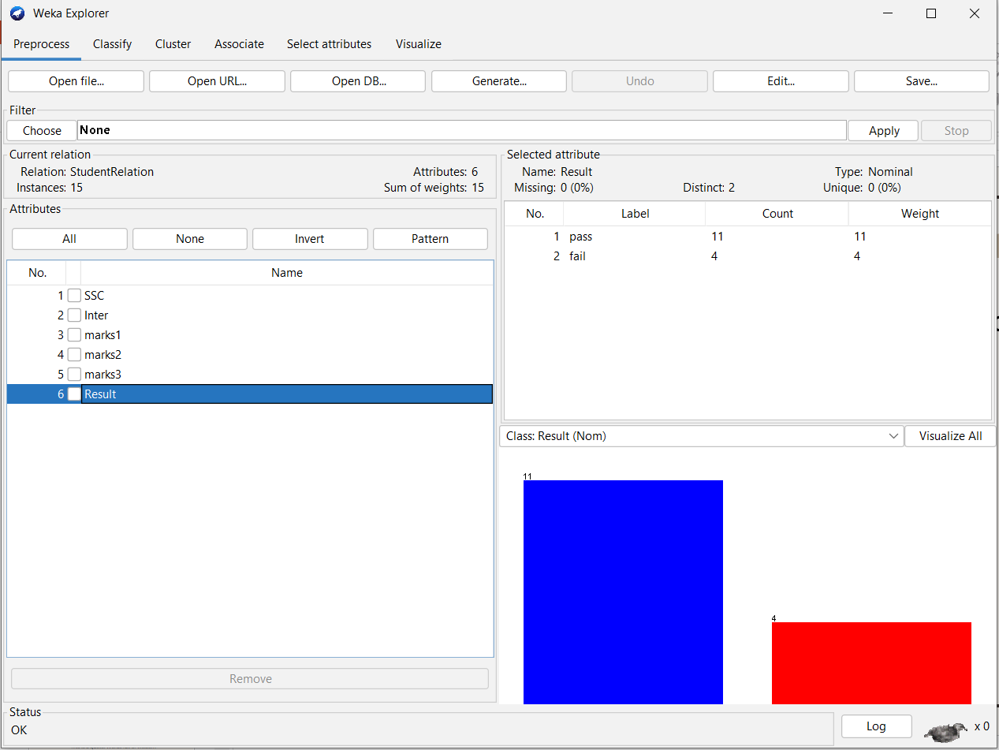 Weka Explorer
Preprocess Classify Cluster Associate Select attributes Visualize
Open file... Open URL... Open DB... Generate... Undo Edit... Save...
Filter
Choose None Apply Stop
Current relation
Relation: StudentRelation Attributes: 6
Instances: 15 Sum of weights: 15
Attributes
All None Invert Pattern
No. Name
1 SSC
2 Inter
3 marks1
4 marks2
5 marks3
6 Result
Remove
Selected attribute
Name: Result Type: Nominal
Missing: 0 (0%) Distinct: 2 Unique: 0 (0%)
No. Label Count Weight
1 pass 11 11
2 fail 4 4
Class: Result (Nom) Visualize All
11
4
Status
OK Log x 0